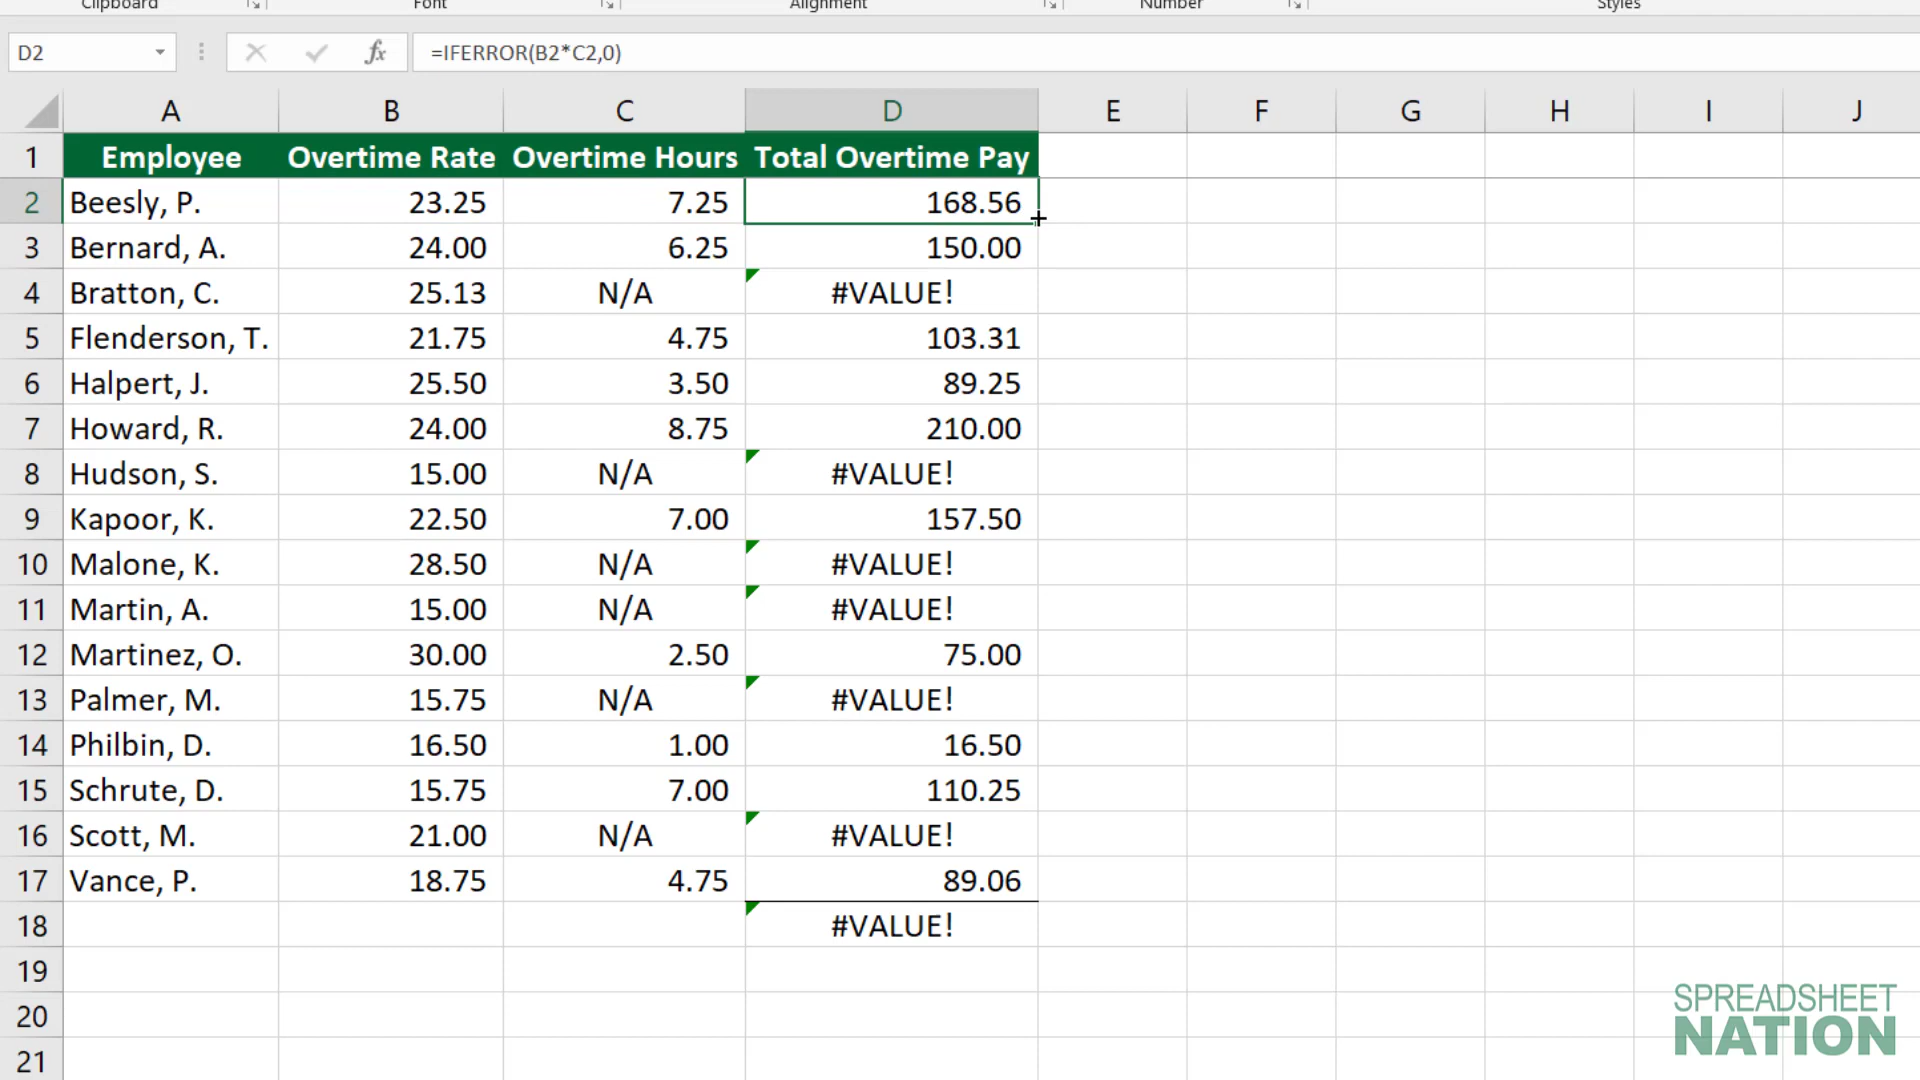 Clipboard Font Alignment Number Styles
D2 fx =IFERROR(B2*C2,0)
A B C D E F G H I J
1 Employee Overtime Rate Overtime Hours Total Overtime Pay
2 Beesly, P. 23.25 7.25 168.56
3 Bernard, A. 24.00 6.25 150.00
4 Bratton, C. 25.13 N/A #VALUE!
5 Flenderson, T. 21.75 4.75 103.31
6 Halpert, J. 25.50 3.50 89.25
7 Howard, R. 24.00 8.75 210.00
8 Hudson, S. 15.00 N/A #VALUE!
9 Kapoor, K. 22.50 7.00 157.50
10 Malone, K. 28.50 N/A #VALUE!
11 Martin, A. 15.00 N/A #VALUE!
12 Martinez, O. 30.00 2.50 75.00
13 Palmer, M. 15.75 N/A #VALUE!
14 Philbin, D. 16.50 1.00 16.50
15 Schrute, D. 15.75 7.00 110.25
16 Scott, M. 21.00 N/A #VALUE!
17 Vance, P. 18.75 4.75 89.06
18 #VALUE!
19
20
21
SPREADSHEET
NATION